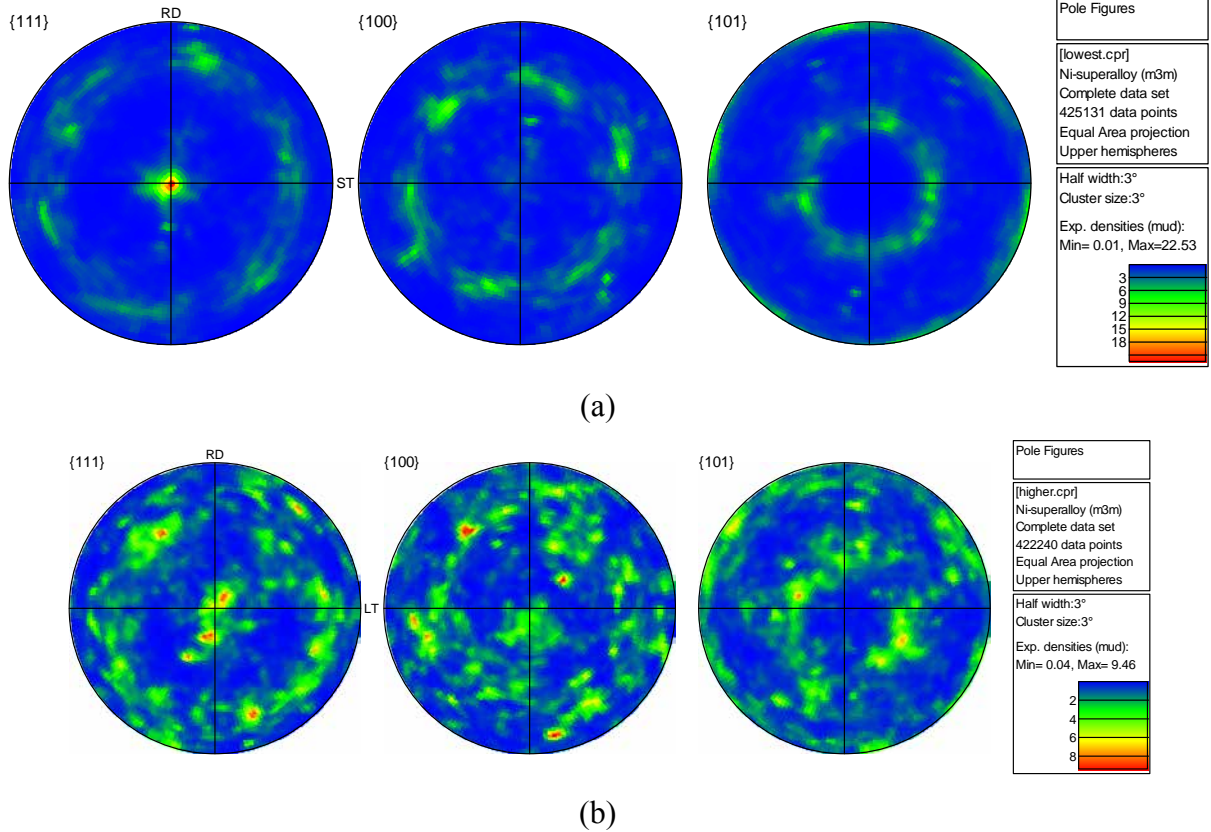 {111}
RD
{100}
{101}
ST
Pole Figures
[lowest.cpr]
Ni-superalloy (m3m)
Complete data set
425131 data points
Equal Area projection
Upper hemispheres
Half width:3°
Cluster size:3°
Exp. densities (mud):
Min= 0.01, Max=22.53
3
6
9
12
15
18
(a)
{111}
RD
{100}
{101}
LT
Pole Figures
[higher.cpr]
Ni-superalloy (m3m)
Complete data set
422240 data points
Equal Area projection
Upper hemispheres
Half width:3°
Cluster size:3°
Exp. densities (mud):
Min= 0.04, Max= 9.46
2
4
6
8
(b)